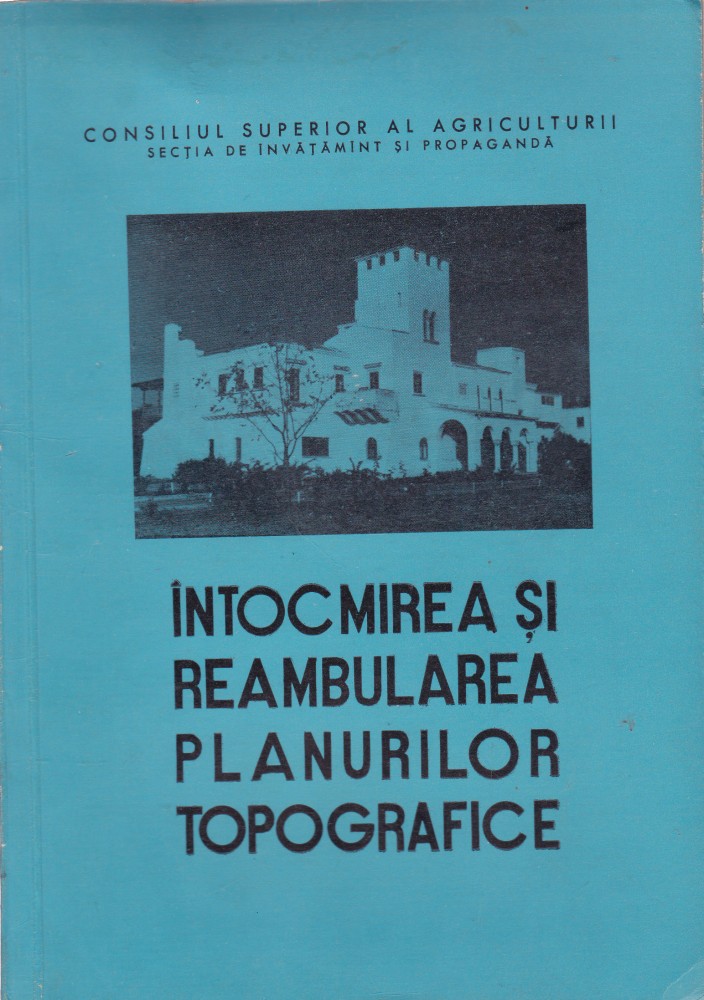 CONSILIUL SUPERIOR AL AGRICULTURII
SECȚIA DE ÎNVĂȚĂMÎNT ȘI PROPAGANDĂ
ÎNTOCMIREA ȘI
REAMBULAREA
PLANURILOR
TOPOGRAFICE